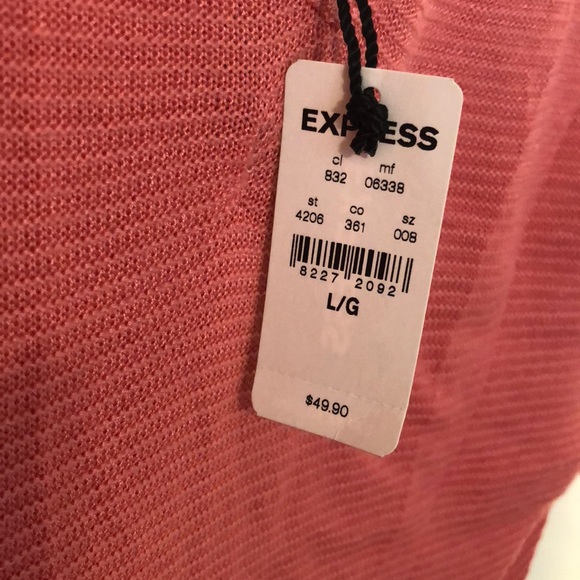 EXPRESS
cl mf
832 06338
st co sz
4206 361 008
8227 2092
L/G
$49.90